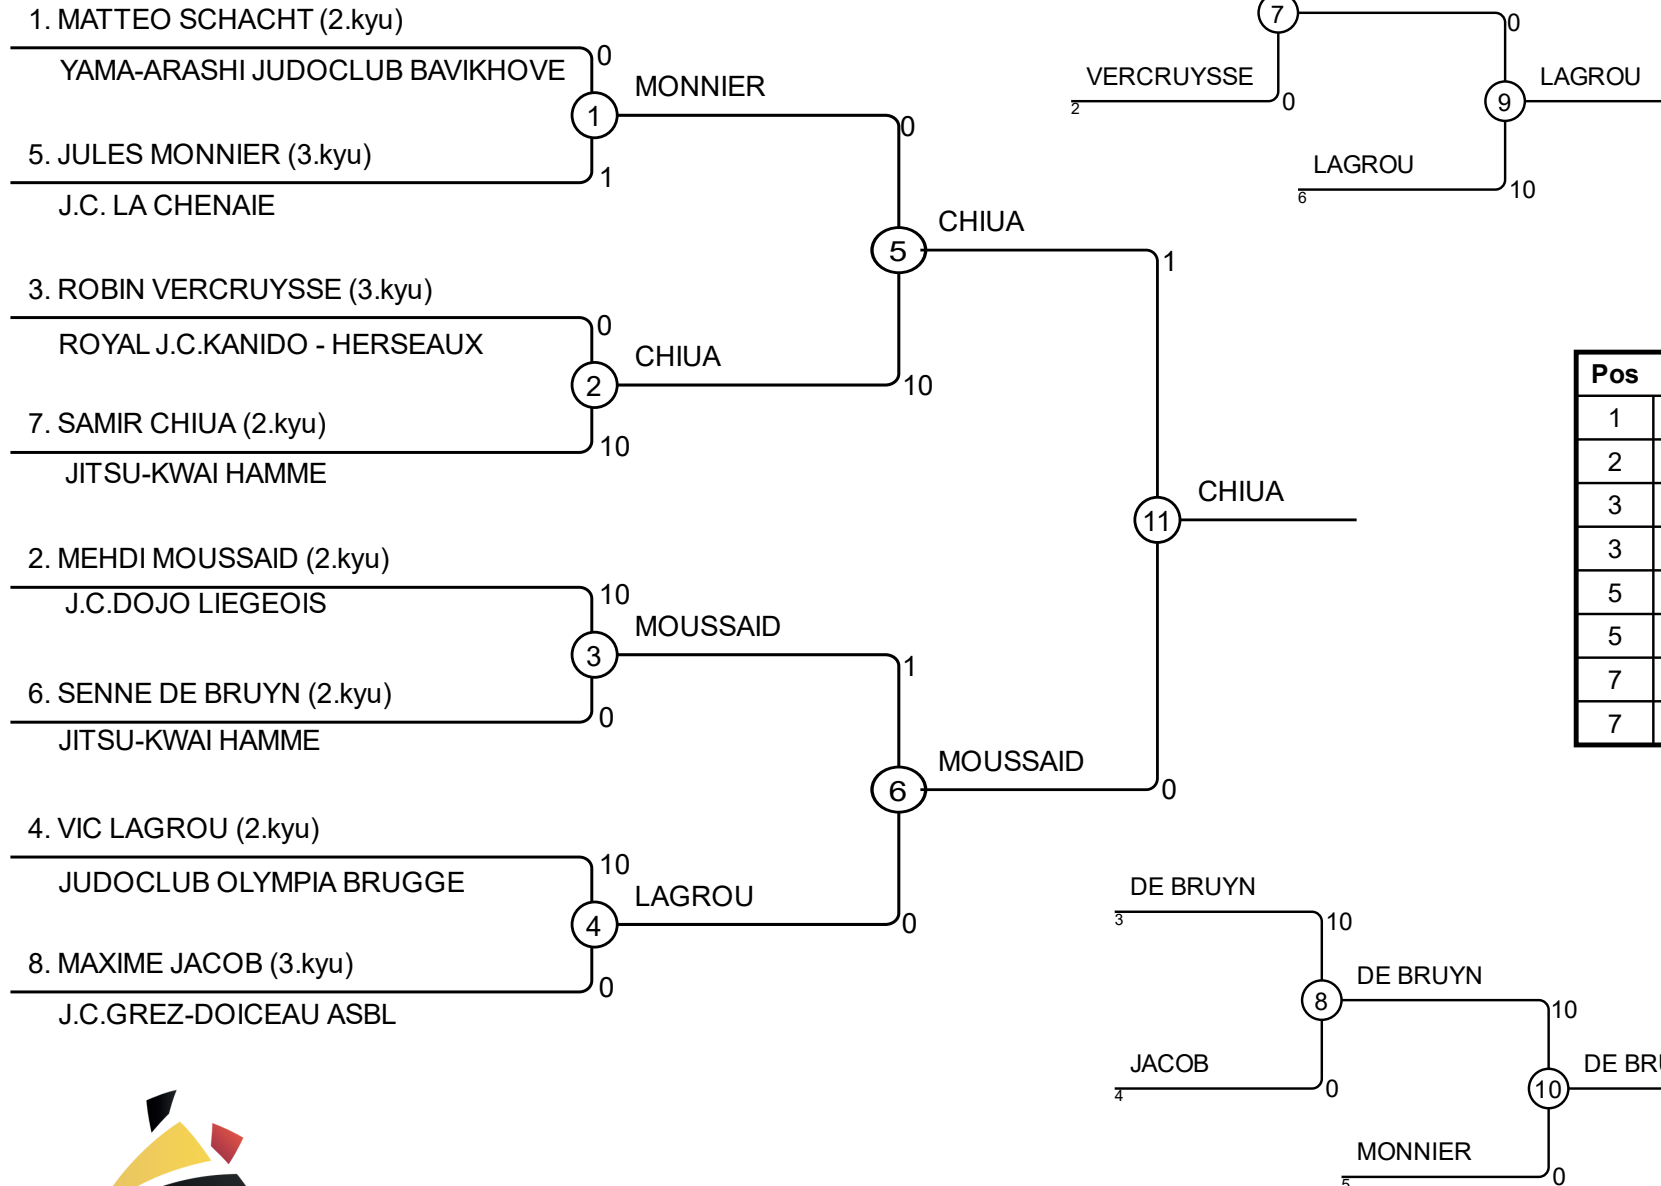 1. MATTEO SCHACHT (2.kyu)
0
YAMA-ARASHI JUDOCLUB BAVIKHOVE
1
MONNIER
5. JULES MONNIER (3.kyu)
1
J.C. LA CHENAIE
0
5
CHIUA
3. ROBIN VERCRUYSSE (3.kyu)
0
ROYAL J.C.KANIDO - HERSEAUX
2
CHIUA
10
7. SAMIR CHIUA (2.kyu)
10
JITSU-KWAI HAMME
1
11
CHIUA
2. MEHDI MOUSSAID (2.kyu)
10
J.C.DOJO LIEGEOIS
3
MOUSSAID
1
6. SENNE DE BRUYN (2.kyu)
0
JITSU-KWAI HAMME
6
MOUSSAID
0
4. VIC LAGROU (2.kyu)
10
JUDOCLUB OLYMPIA BRUGGE
4
LAGROU
0
8. MAXIME JACOB (3.kyu)
0
J.C.GREZ-DOICEAU ASBL
7
0
VERCRUYSSE
2
0
9
LAGROU
LAGROU
6
10
Pos
1
2
3
3
5
5
7
7
DE BRUYN
3
10
8
DE BRUYN
10
JACOB
4
0
10
DE BRU
MONNIER
5
0